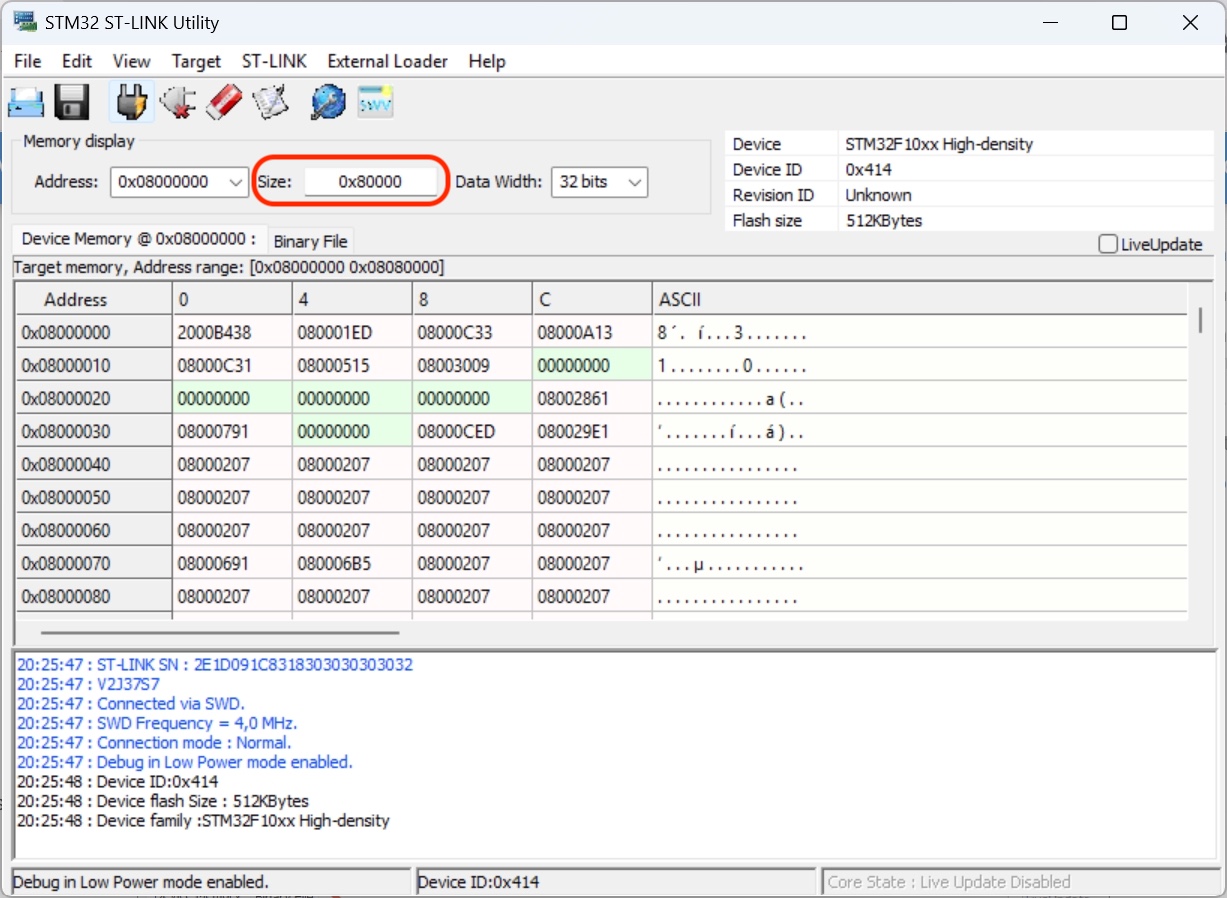 STM32 ST-LINK Utility
File Edit View Target ST-LINK External Loader Help
Memory display
Address: 0x08000000 Size: 0x80000 Data Width: 32 bits
Device STM32F10xx High-density
Device ID 0x414
Revision ID Unknown
Flash size 512KBytes
LiveUpdate
Device Memory @ 0x08000000 : Binary File
Target memory, Address range: [0x08000000 0x08080000]
Address 0 4 8 C ASCII
0x08000000 2000B438 080001ED 08000C33 08000A13 8´. í...3.......
0x08000010 08000C31 08000515 08003009 00000000 1........0......
0x08000020 00000000 00000000 00000000 08002861 ............a(..
0x08000030 08000791 00000000 08000CED 080029E1 ‘.......í...á)..
0x08000040 08000207 08000207 08000207 08000207 ................
0x08000050 08000207 08000207 08000207 08000207 ................
0x08000060 08000207 08000207 08000207 08000207 ................
0x08000070 08000691 080006B5 08000207 08000207 ‘...µ...........
0x08000080 08000207 08000207 08000207 08000207 ................
20:25:47 : ST-LINK SN : 2E1D091C8318303030303032
20:25:47 : V2J37S7
20:25:47 : Connected via SWD.
20:25:47 : SWD Frequency = 4,0 MHz.
20:25:47 : Connection mode : Normal.
20:25:47 : Debug in Low Power mode enabled.
20:25:48 : Device ID:0x414
20:25:48 : Device flash Size : 512KBytes
20:25:48 : Device family :STM32F10xx High-density
Debug in Low Power mode enabled. Device ID:0x414 Core State : Live Update Disabled